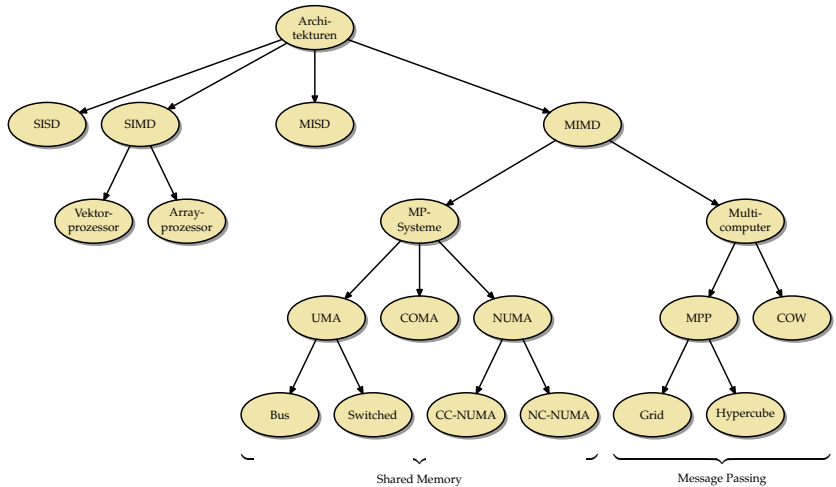 Archi-
tekturen
SISD
SIMD
MISD
MIMD
Vektor-
prozessor
Array-
prozessor
MP-
Systeme
Multi-
computer
UMA
COMA
NUMA
MPP
COW
Bus
Switched
CC-NUMA
NC-NUMA
Grid
Hypercube
Shared Memory
Message Passing